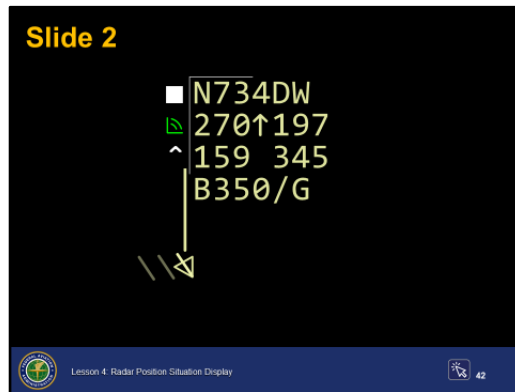 Slide 2
N734DW
270↑197
159 345
B350/G
Lesson 4: Radar Position Situation Display
42